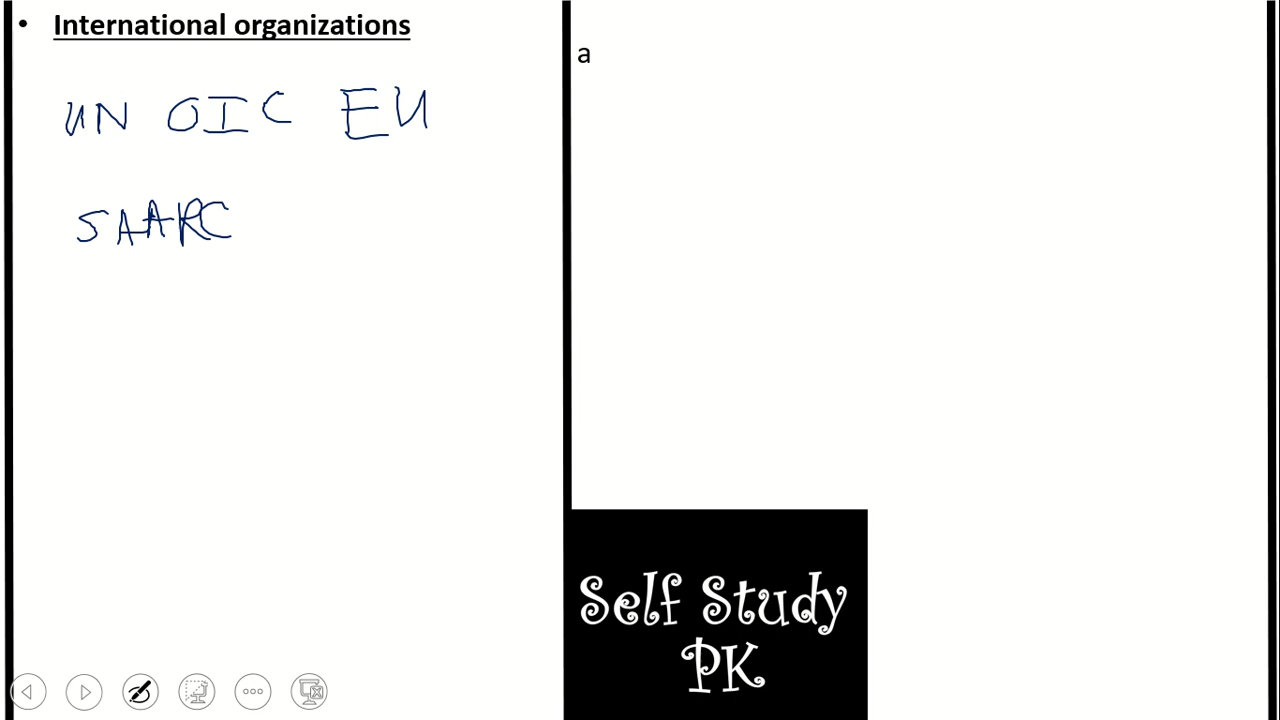 • International organizations
UN OIC EU
SAARC
a
Self Study
PK